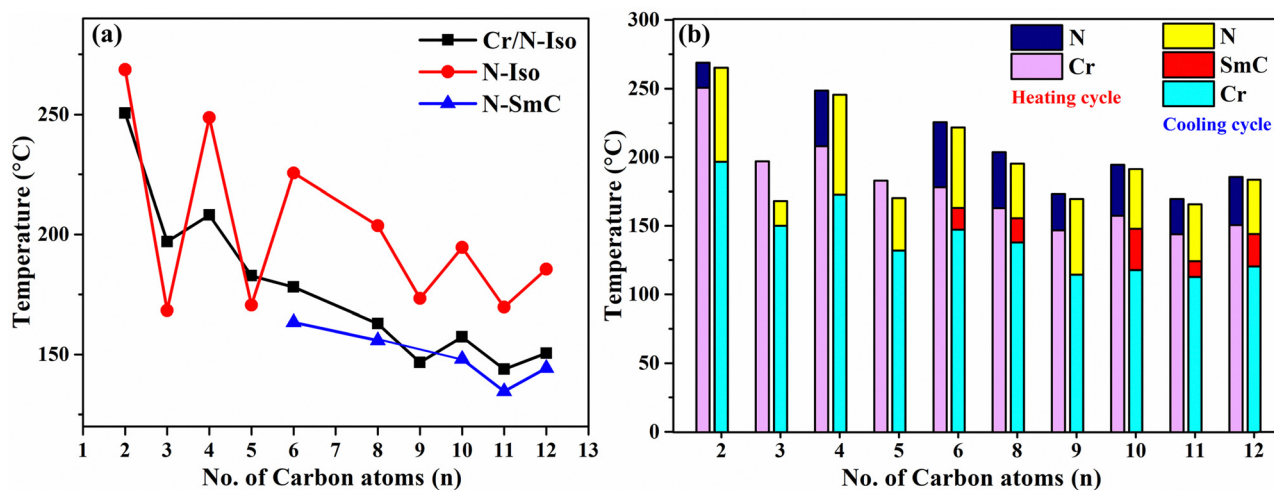 (a)
Cr/N-Iso
N-Iso
N-SmC
Temperature (°C)
250
200
150
1 2 3 4 5 6 7 8 9 10 11 12 13
No. of Carbon atoms (n)
(b)
N
Cr
Heating cycle
N
SmC
Cr
Cooling cycle
Temperature (°C)
300
250
200
150
100
50
0
2 3 4 5 6 8 9 10 11 12
No. of Carbon atoms (n)